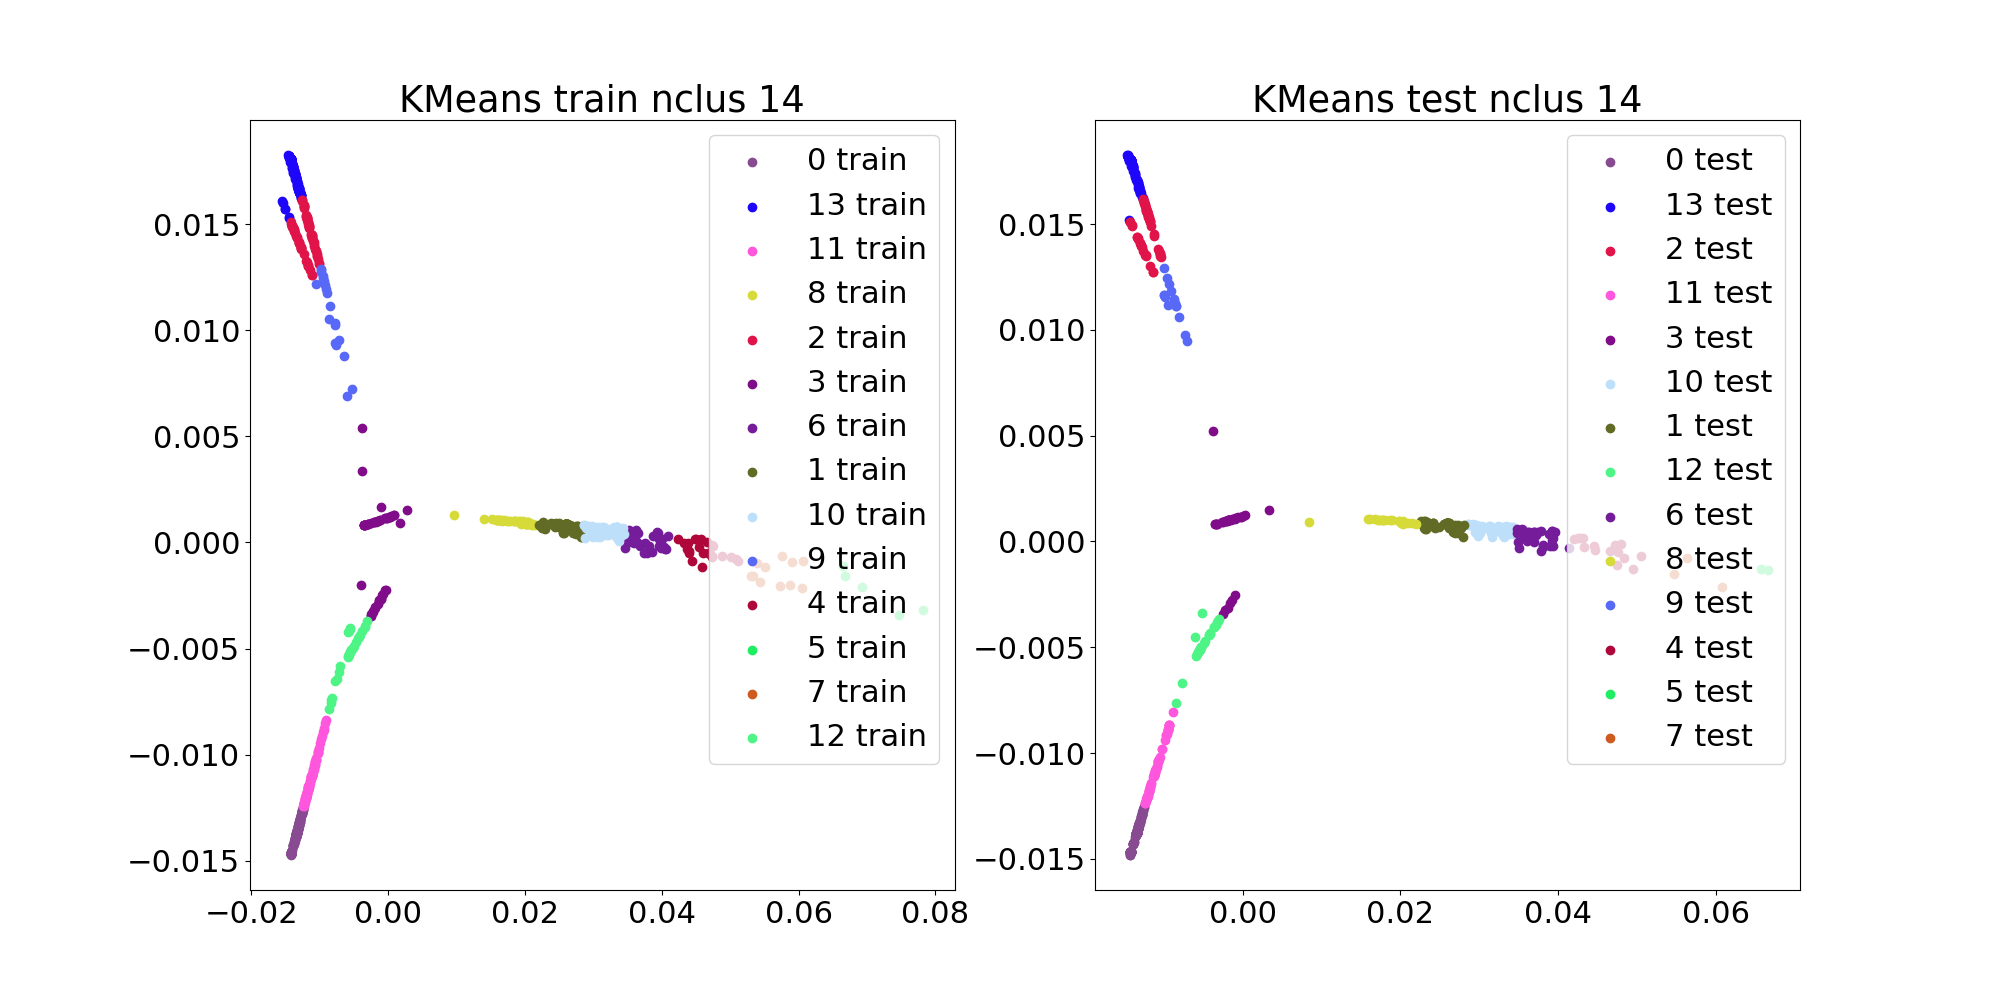 KMeans train nclus 14
0.015
0.010
0.005
0.000
−0.005
−0.010
−0.015
−0.02 0.00 0.02 0.04 0.06 0.08
0 train
13 train
11 train
8 train
2 train
3 train
6 train
1 train
10 train
9 train
4 train
5 train
7 train
12 train
KMeans test nclus 14
0.015
0.010
0.005
0.000
−0.005
−0.010
−0.015
0.00 0.02 0.04 0.06
0 test
13 test
2 test
11 test
3 test
10 test
1 test
12 test
6 test
8 test
9 test
4 test
5 test
7 test